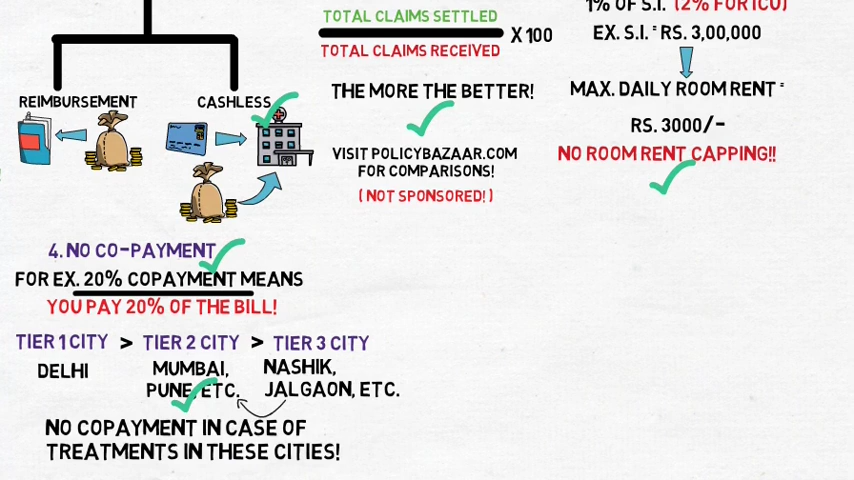 REIMBURSEMENT
CASHLESS
TOTAL CLAIMS SETTLED
X 100
TOTAL CLAIMS RECEIVED
THE MORE THE BETTER!
VISIT POLICYBAZAAR.COM
FOR COMPARISONS!
( NOT SPONSORED! )
1% OF S.I. (2% FOR ICU)
EX. S.I. = RS. 3,00,000
MAX. DAILY ROOM RENT =
RS. 3000/-
NO ROOM RENT CAPPING!!
4. NO CO-PAYMENT
FOR EX. 20% COPAYMENT MEANS
YOU PAY 20% OF THE BILL!
TIER 1 CITY > TIER 2 CITY > TIER 3 CITY
DELHI
MUMBAI,
PUNE, ETC.
NASHIK,
JALGAON, ETC.
NO COPAYMENT IN CASE OF
TREATMENTS IN THESE CITIES!